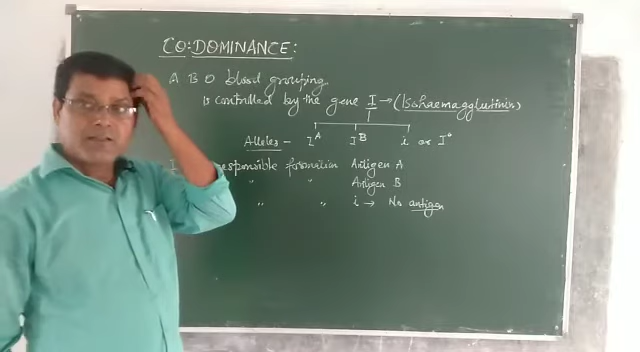 CO:DOMINANCE:
A B O blood grouping
is controlled by the gene I → (Isohaemagglutinin)
Alleles – I^A I^B i or I^o
I responsible formation Antigen A
" " Antigen B
" " i → No antigen